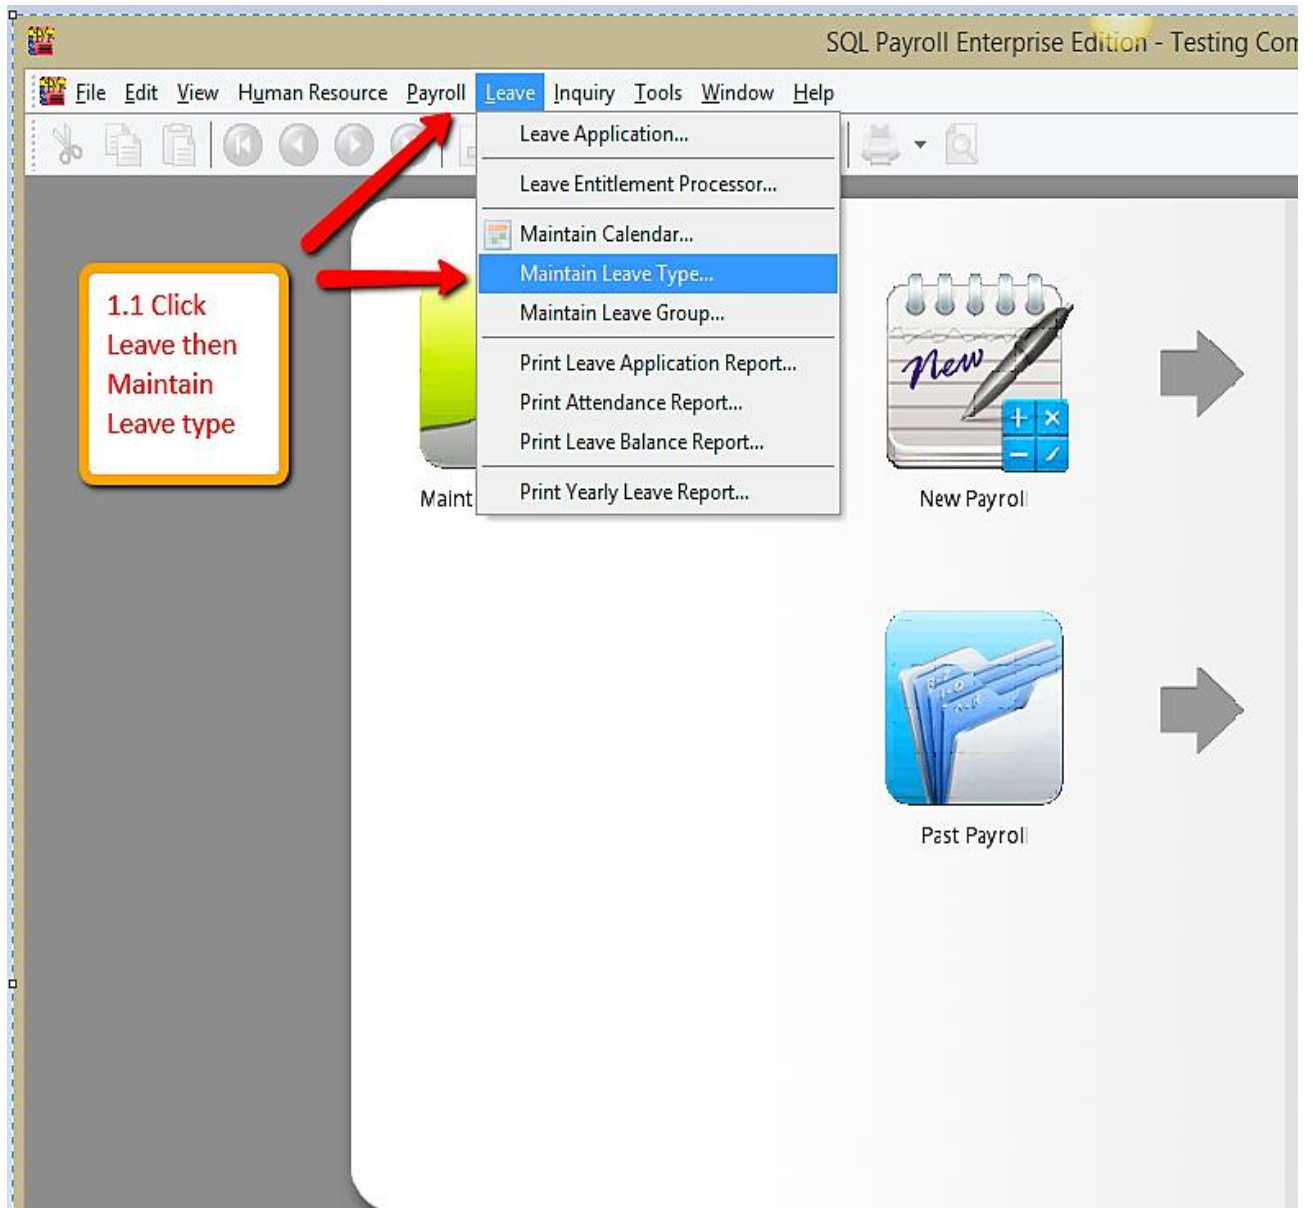 SQL Payroll Enterprise Edition - Testing Com
File Edit View Human Resource Payroll Leave Inquiry Tools Window Help
Leave Application...
Leave Entitlement Processor...
Maintain Calendar...
Maintain Leave Type...
Maintain Leave Group...
Print Leave Application Report...
Print Attendance Report...
Print Leave Balance Report...
Print Yearly Leave Report...
1.1 Click
Leave then
Maintain
Leave type
Maint
New
New Payroll
Past Payroll